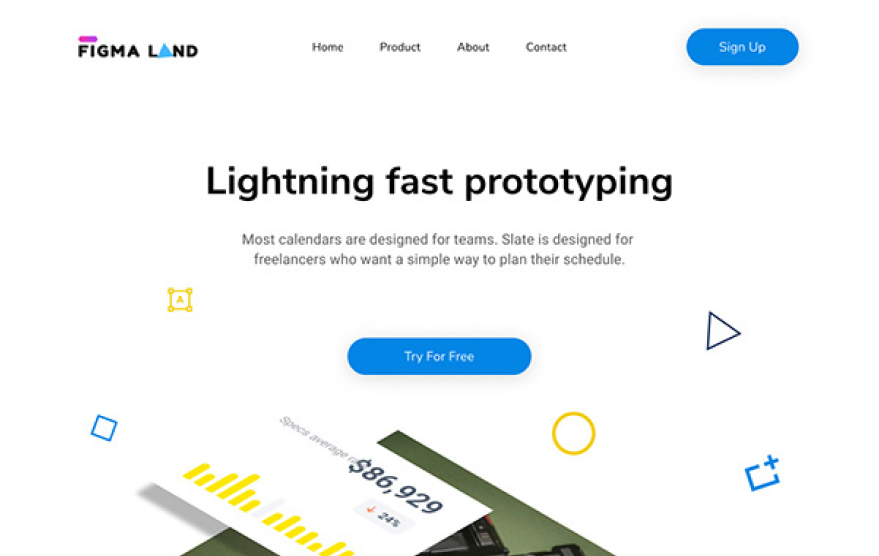 FIGMA LAND
Home Product About Contact
Sign Up
Lightning fast prototyping
Most calendars are designed for teams. Slate is designed for
freelancers who want a simple way to plan their schedule.
A
Try For Free
Specs average
$86,929
↓ 24%